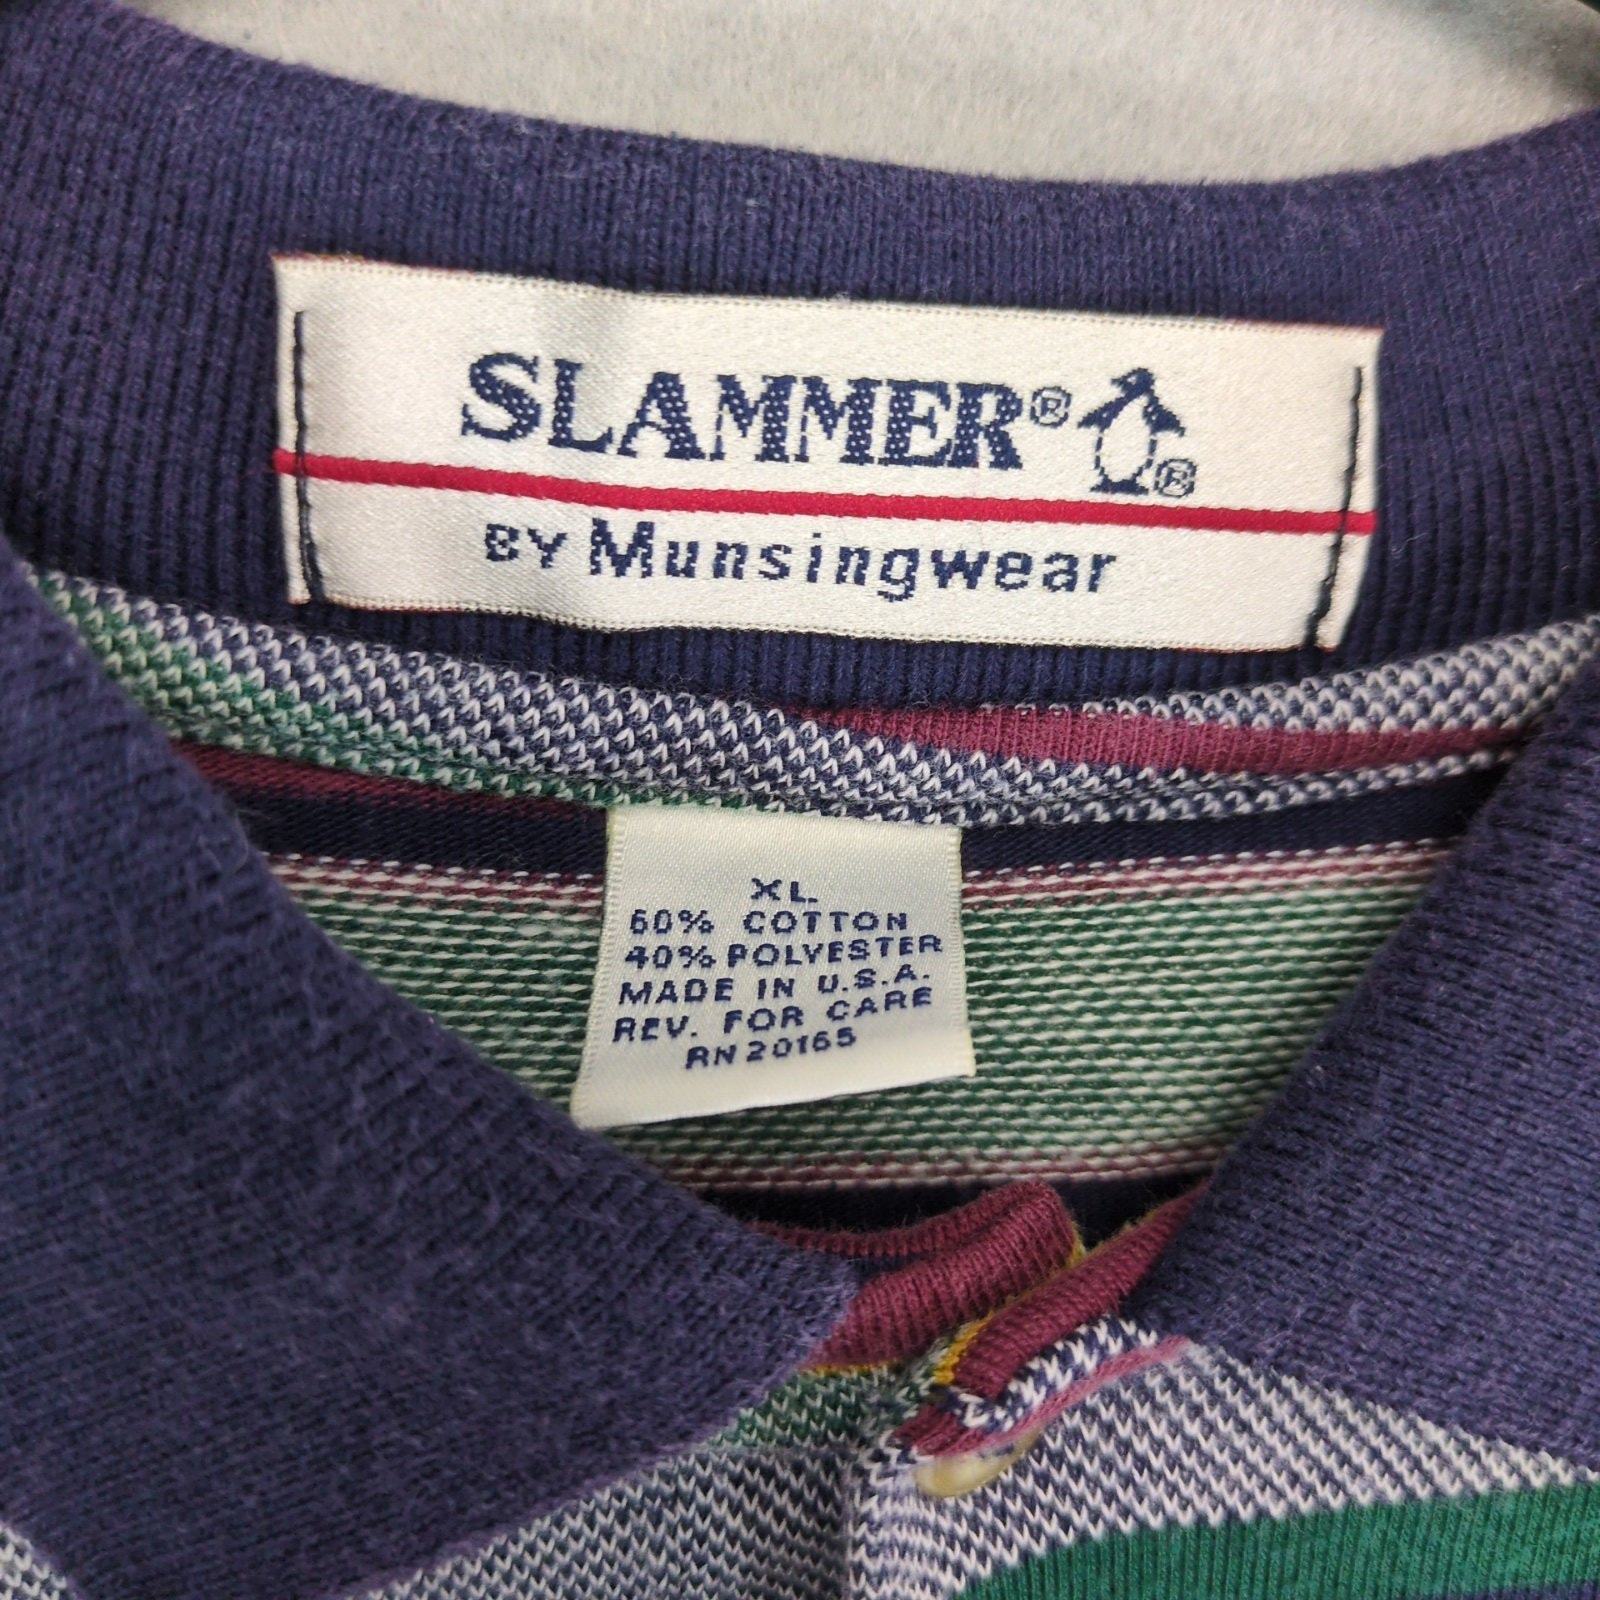 SLAMMER® ®
BY Munsingwear
XL
60% COTTON
40% POLYESTER
MADE IN U.S.A.
REV. FOR CARE
RN 20165